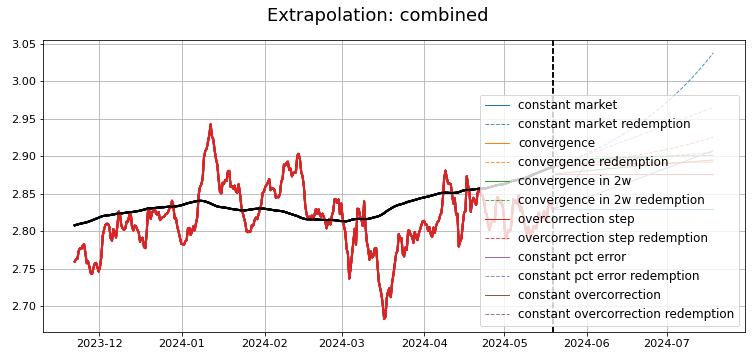 Extrapolation: combined
3.05
3.00
2.95
2.90
2.85
2.80
2.75
2.70
constant market
constant market redemption
convergence
convergence redemption
convergence in 2w
convergence in 2w redemption
overcorrection step
overcorrection step redemption
constant pct error
constant pct error redemption
constant overcorrection
constant overcorrection redemption
2023-12 2024-01 2024-02 2024-03 2024-04 2024-05 2024-06 2024-07